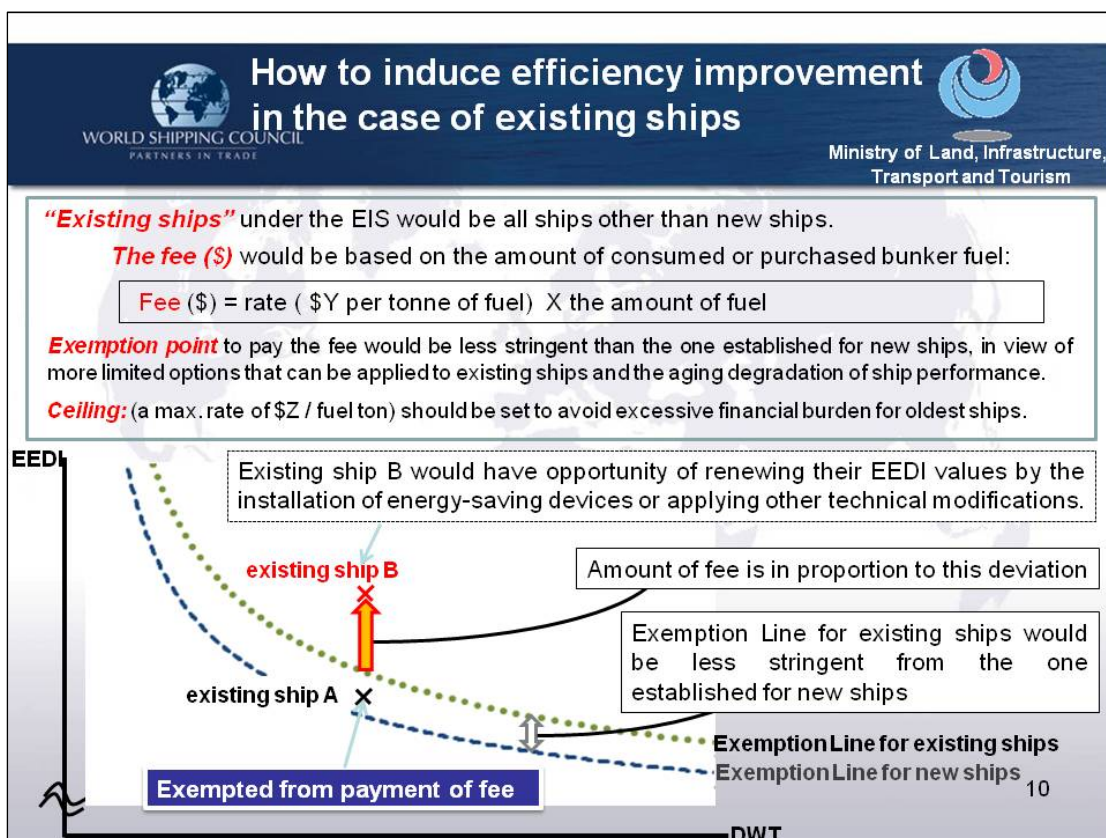 How to induce efficiency improvement
in the case of existing ships
WORLD SHIPPING COUNCIL
PARTNERS IN TRADE
Ministry of Land, Infrastructure,
Transport and Tourism
“Existing ships” under the EIS would be all ships other than new ships.
The fee ($) would be based on the amount of consumed or purchased bunker fuel:
Fee ($) = rate ( $Y per tonne of fuel) X the amount of fuel
Exemption point to pay the fee would be less stringent than the one established for new ships, in view of
more limited options that can be applied to existing ships and the aging degradation of ship performance.
Ceiling: (a max. rate of $Z / fuel ton) should be set to avoid excessive financial burden for oldest ships.
EEDI
Existing ship B would have opportunity of renewing their EEDI values by the
installation of energy-saving devices or applying other technical modifications.
existing ship B
Amount of fee is in proportion to this deviation
Exemption Line for existing ships would
be less stringent from the one
established for new ships
existing ship A
Exemption Line for existing ships
Exemption Line for new ships
Exempted from payment of fee
10
DWT